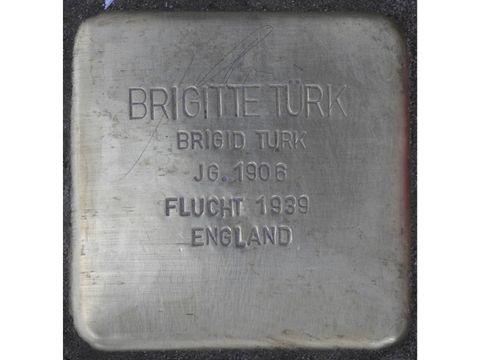 BRIGITTE TÜRK
BRIGID TURK
JG. 1906
FLUCHT 1939
ENGLAND